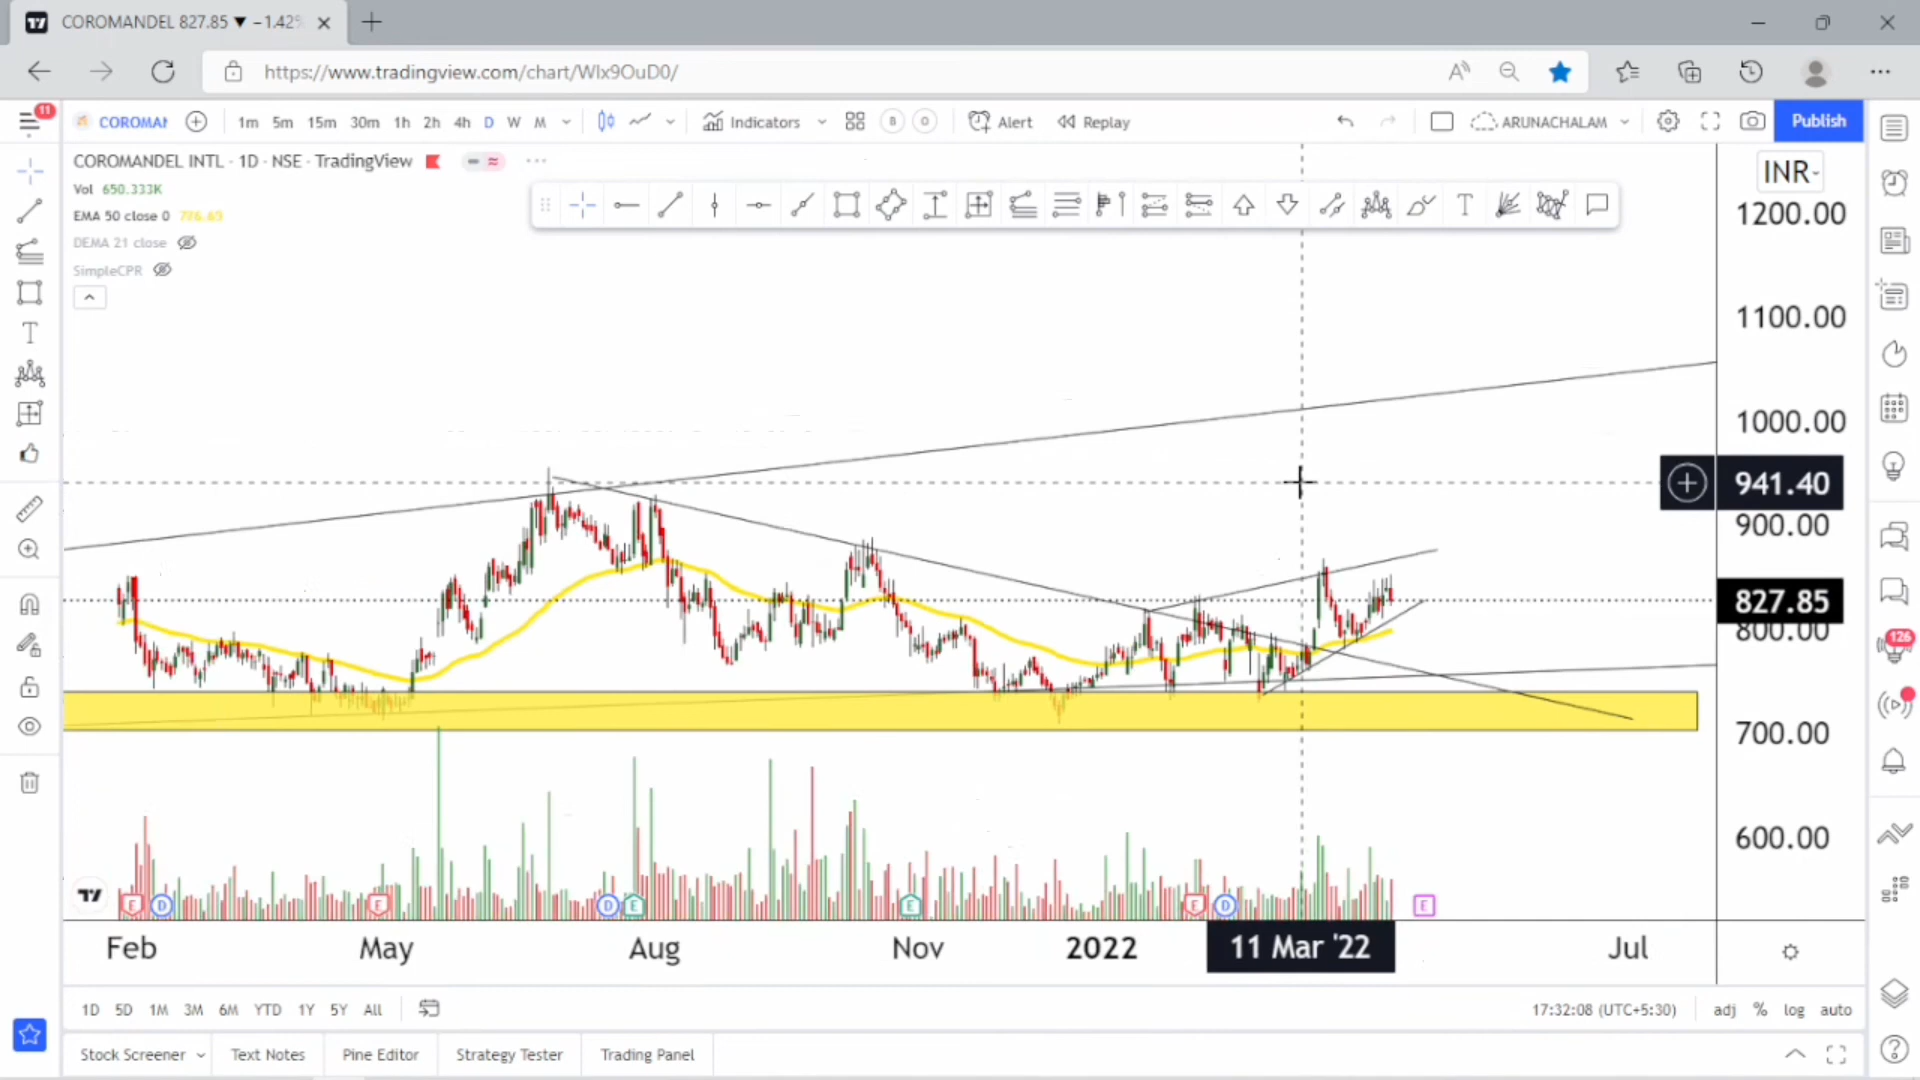 COROMANDEL 827.85 ▼ −1.42%
https://www.tradingview.com/chart/WIx9OuD0/
11
COROMAN 1m 5m 15m 30m 1h 2h 4h D W M Indicators Alert Replay ARUNACHALAM Publish
COROMANDEL INTL · 1D · NSE · TradingView
INR
Vol 650.333K
EMA 50 close 0
DEMA 21 close
SimpleCPR
1200.00
1100.00
1000.00
941.40
900.00
827.85
800.00
126
700.00
600.00
E D E D E E E D E
Feb May Aug Nov 2022 11 Mar '22 Jul
1D 5D 1M 3M 6M YTD 1Y 5Y All 17:32:08 (UTC+5:30) adj % log auto
Stock Screener Text Notes Pine Editor Strategy Tester Trading Panel